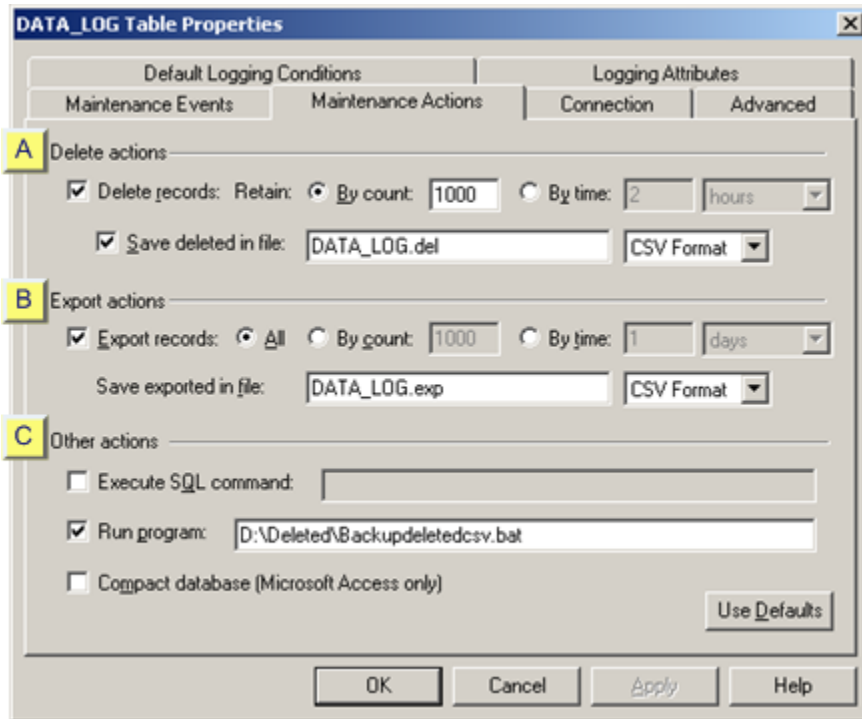 DATA_LOG Table Properties
Default Logging Conditions Logging Attributes
Maintenance Events Maintenance Actions Connection Advanced
A Delete actions
Delete records: Retain: By count: 1000 By time: 2 hours
Save deleted in file: DATA_LOG.del CSV Format
B Export actions
Export records: All By count: 1000 By time: 1 days
Save exported in file: DATA_LOG.exp CSV Format
C Other actions
Execute SQL command:
Run program: D:\Deleted\Backupdeletedcsv.bat
Compact database (Microsoft Access only)
Use Defaults
OK Cancel Apply Help